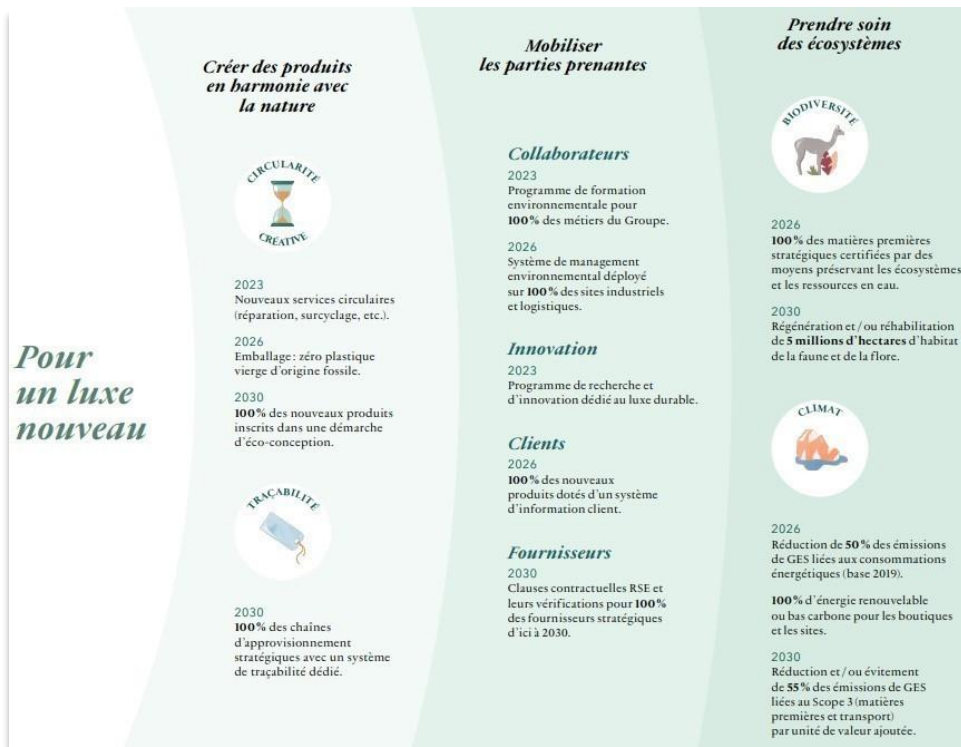 Pour
un luxe
nouveau
Créer des produits
en harmonie avec
la nature
CIRCULARITÉ
CRÉATIVE
2023
Nouveaux services circulaires
(réparation, surcyclage, etc.).
2026
Emballage : zéro plastique
vierge d'origine fossile.
2030
100% des nouveaux produits
inscrits dans une démarche
d'éco-conception.
TRAÇABILITÉ
2030
100% des chaînes
d'approvisionnement
stratégiques avec un système
de traçabilité dédié.
Mobiliser
les parties prenantes
Collaborateurs
2023
Programme de formation
environnementale pour
100% des métiers du Groupe.
2026
Système de management
environnemental déployé
sur 100% des sites industriels
et logistiques.
Innovation
2023
Programme de recherche et
d'innovation dédié au luxe durable.
Clients
2026
100% des nouveaux
produits dotés d'un système
d'information client.
Fournisseurs
2030
Clauses contractuelles RSE et
leurs vérifications pour 100%
des fournisseurs stratégiques
d'ici à 2030.
Prendre soin
des écosystèmes
BIODIVERSITÉ
2026
100% des matières premières
stratégiques certifiées par des
moyens préservant les écosystèmes
et les ressources en eau.
2030
Régénération et/ou réhabilitation
de 5 millions d'hectares d'habitat
de la faune et de la flore.
CLIMAT
2026
Réduction de 50% des émissions
de GES liées aux consommations
énergétiques (base 2019).
100% d'énergie renouvelable
ou bas carbone pour les boutiques
et les sites.
2030
Réduction et/ou évitement
de 55% des émissions de GES
liées au Scope 3 (matières
premières et transport)
par unité de valeur ajoutée.